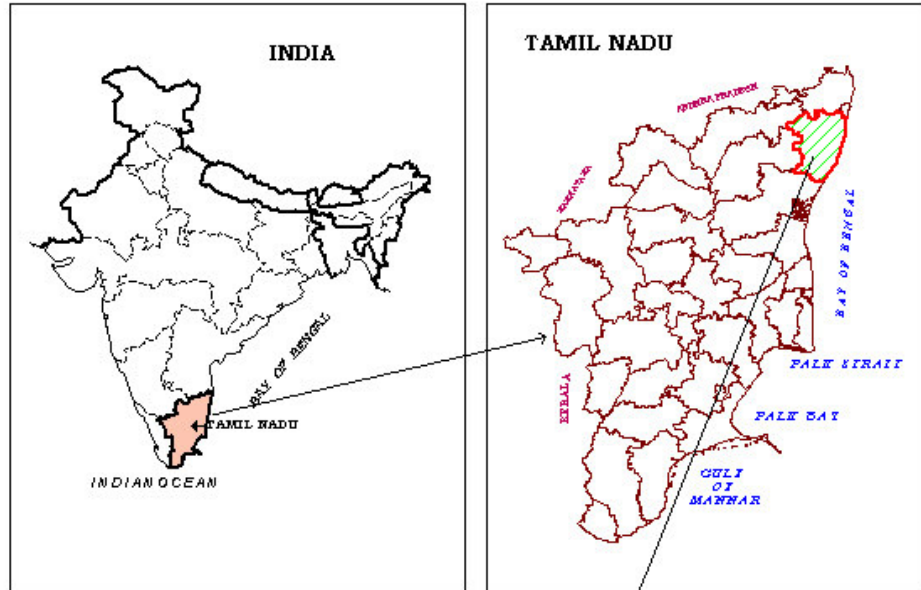 INDIA
BAY OF BENGAL
TAMIL NADU
INDIAN OCEAN
TAMIL NADU
ANDHRA PRADESH
KARNATAKA
BAY OF BENGAL
KERALA
PALK STRAIT
PALK BAY
GULF
OF
MANNAR